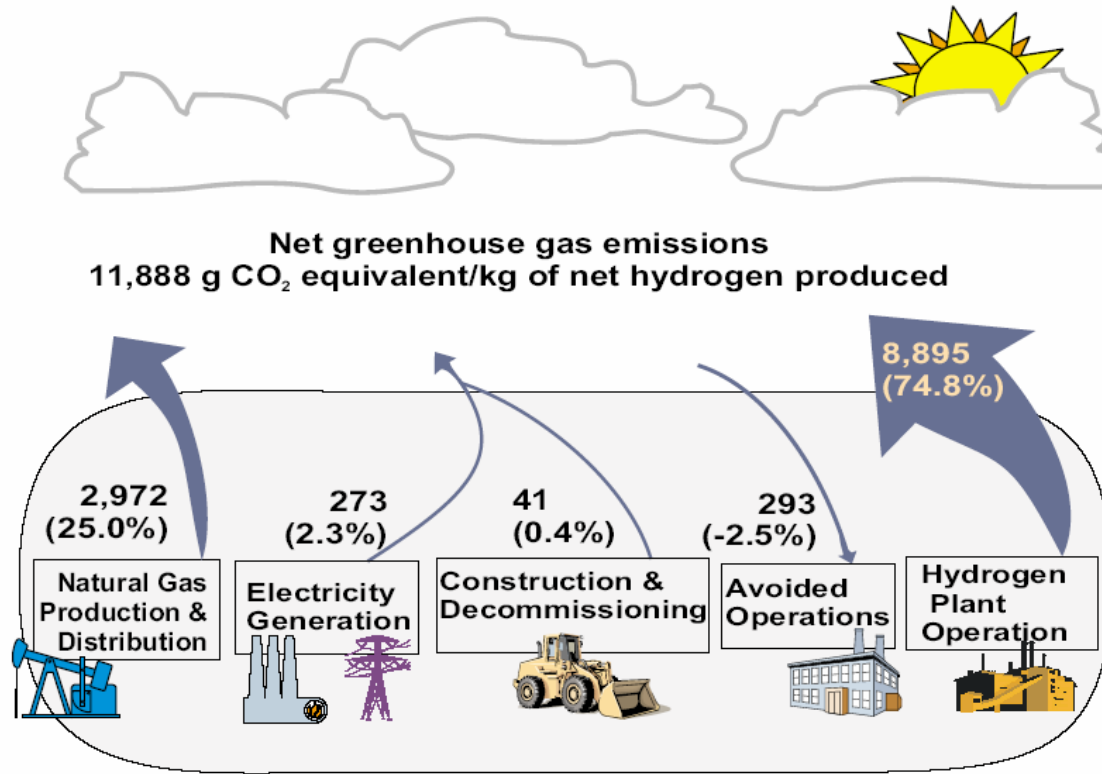 Net greenhouse gas emissions
11,888 g CO₂ equivalent/kg of net hydrogen produced
8,895
(74.8%)
2,972
(25.0%)
273
(2.3%)
41
(0.4%)
293
(-2.5%)
Natural Gas
Production &
Distribution
Electricity
Generation
Construction &
Decommissioning
Avoided
Operations
Hydrogen
Plant
Operation